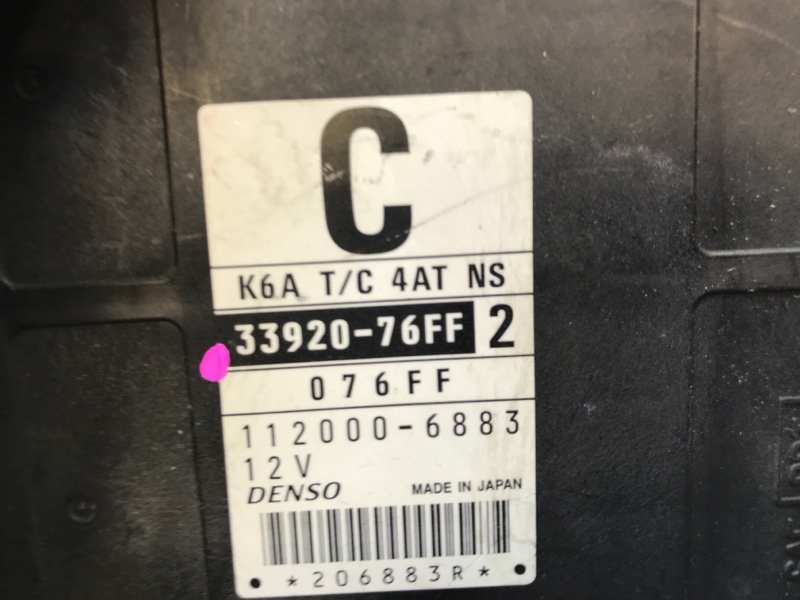 C
K6A T/C 4AT NS
33920-76FF 2
076FF
112000-6883
12V
DENSO MADE IN JAPAN
*206883R*